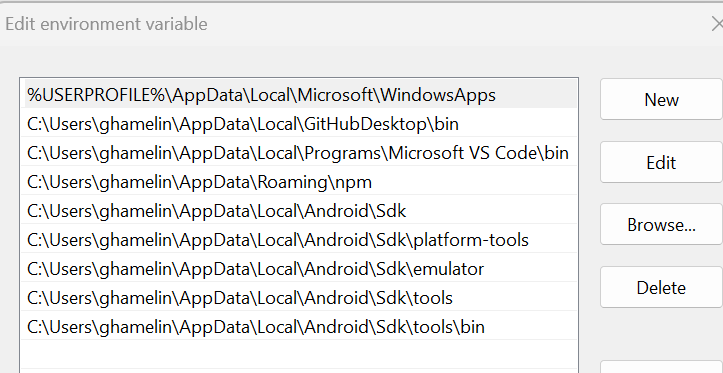 Edit environment variable
%USERPROFILE%\AppData\Local\Microsoft\WindowsApps
C:\Users\ghamelin\AppData\Local\GitHubDesktop\bin
C:\Users\ghamelin\AppData\Local\Programs\Microsoft VS Code\bin
C:\Users\ghamelin\AppData\Roaming\npm
C:\Users\ghamelin\AppData\Local\Android\Sdk
C:\Users\ghamelin\AppData\Local\Android\Sdk\platform-tools
C:\Users\ghamelin\AppData\Local\Android\Sdk\emulator
C:\Users\ghamelin\AppData\Local\Android\Sdk\tools
C:\Users\ghamelin\AppData\Local\Android\Sdk\tools\bin
New
Edit
Browse...
Delete